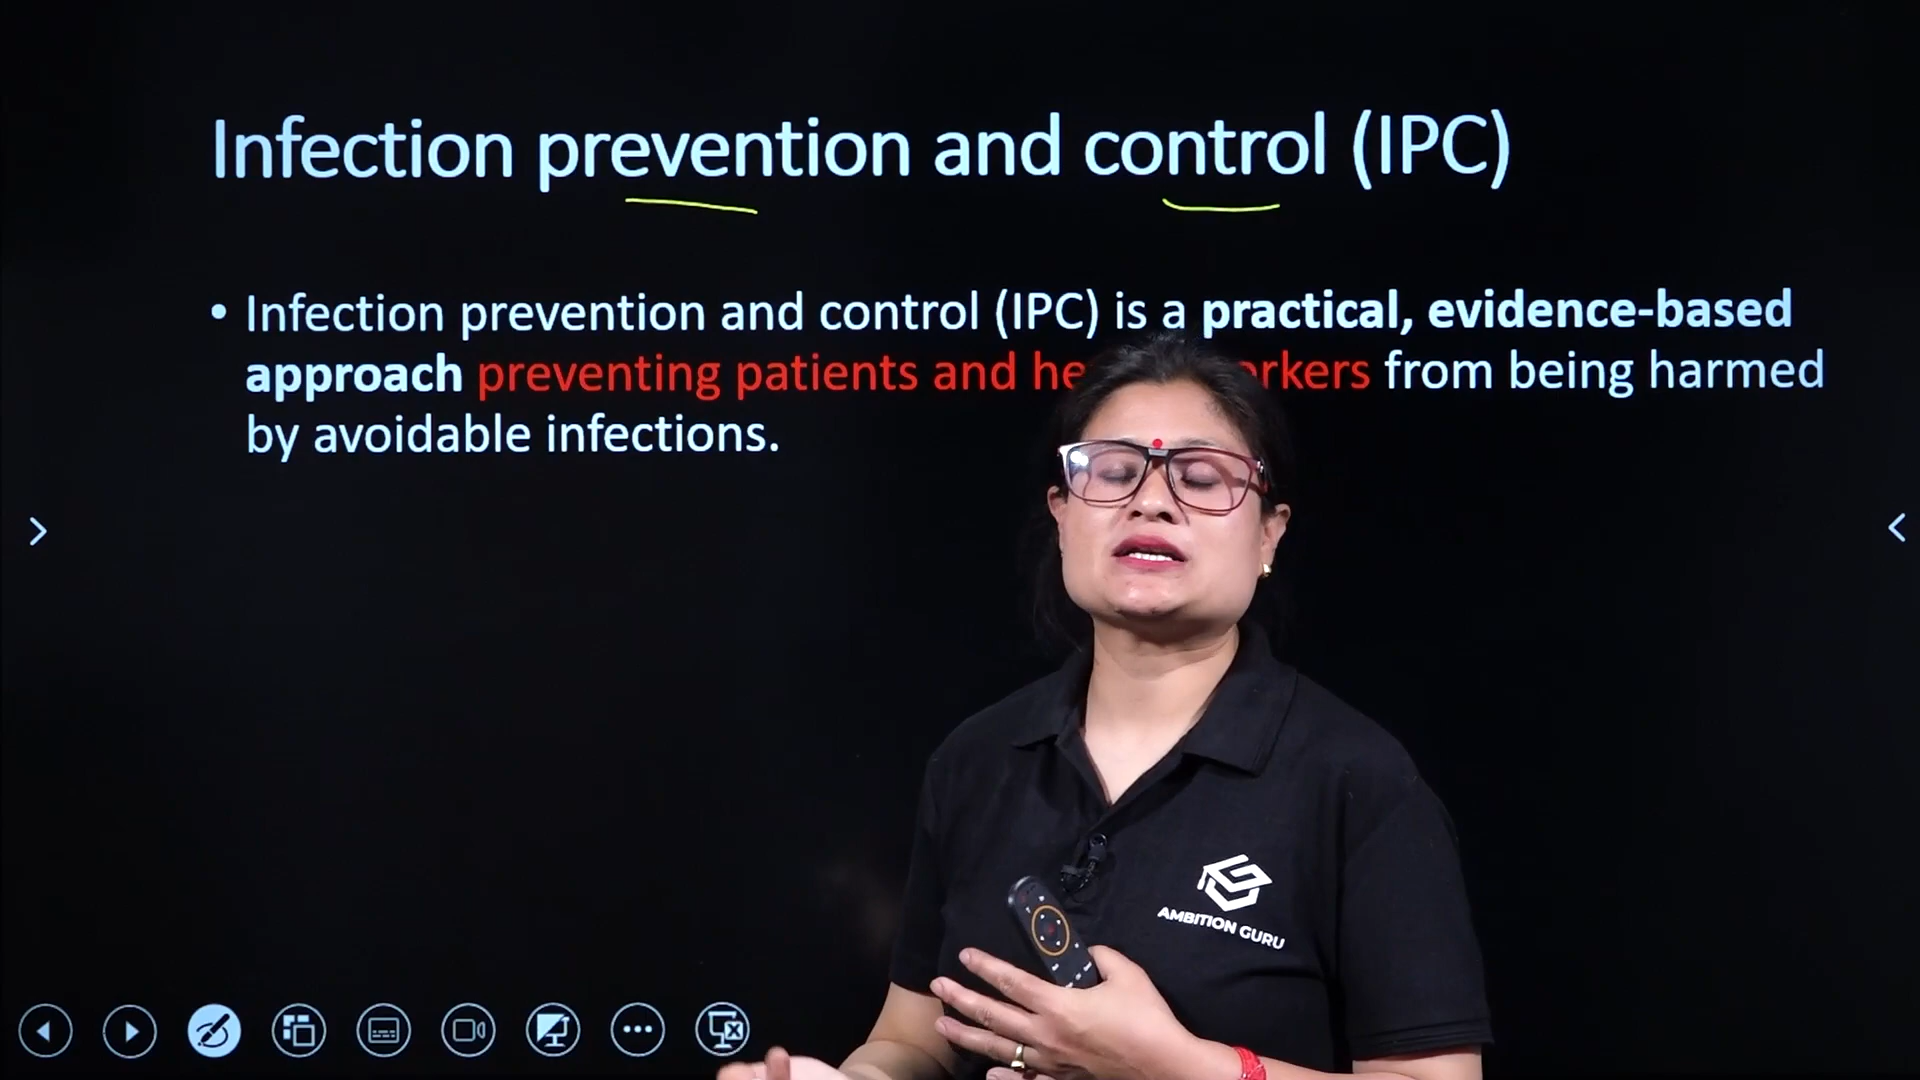 Infection prevention and control (IPC)
• Infection prevention and control (IPC) is a practical, evidence-based
approach preventing patients and he rkers from being harmed
by avoidable infections.
AMBITION GURU